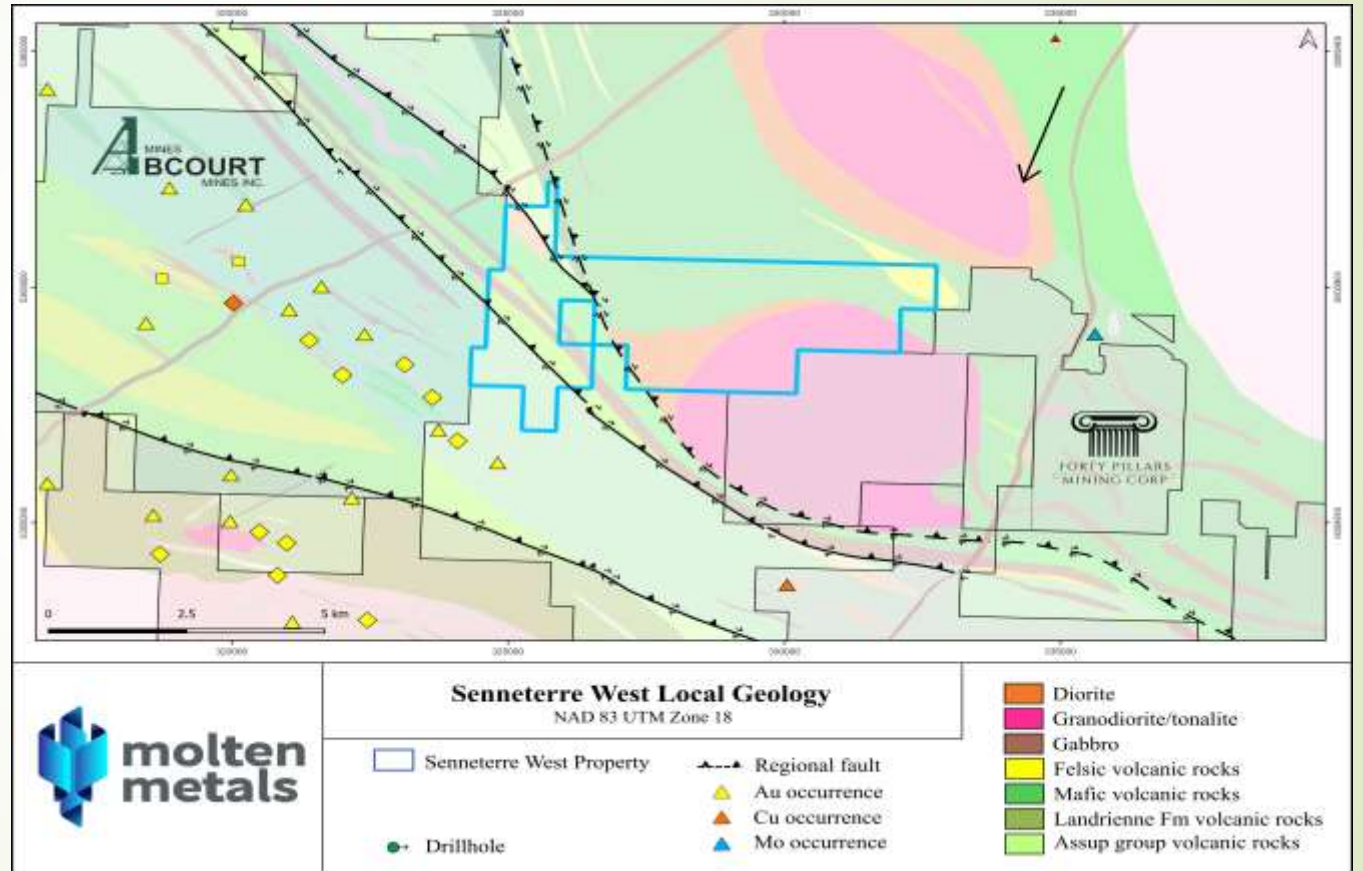 MINES
ABCOURT
MINES INC.
FORTY PILLARS
MINING CORP
0 2.5 5 km
molten
metals
Senneterre West Local Geology
NAD 83 UTM Zone 18
Senneterre West Property
Drillhole
Regional fault
Au occurrence
Cu occurrence
Mo occurrence
Diorite
Granodiorite/tonalite
Gabbro
Felsic volcanic rocks
Mafic volcanic rocks
Landrienne Fm volcanic rocks
Assup group volcanic rocks